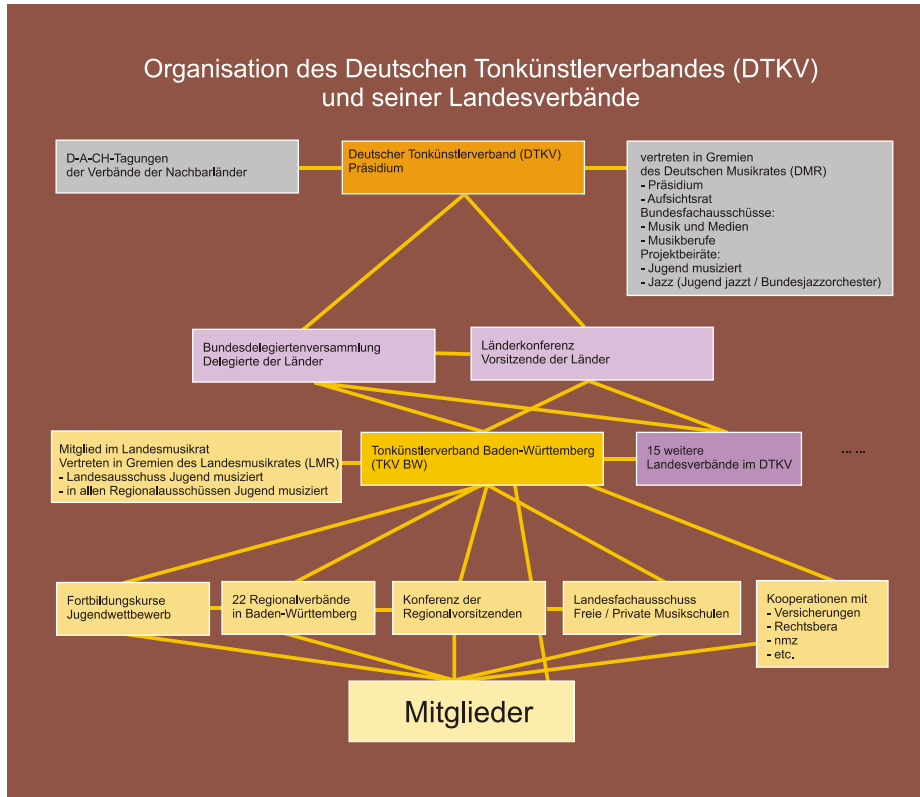 Organisation des Deutschen Tonkünstlerverbandes (DTKV)
und seiner Landesverbände
D-A-CH-Tagungen
der Verbände der Nachbarländer
Deutscher Tonkünstlerverband (DTKV)
Präsidium
vertreten in Gremien
des Deutschen Musikrates (DMR)
- Präsidium
- Aufsichtsrat
Bundesfachausschüsse:
- Musik und Medien
- Musikberufe
Projektbeiräte:
- Jugend musiziert
- Jazz (Jugend jazzt / Bundesjazzorchester)
Bundesdelegiertenversammlung
Delegierte der Länder
Länderkonferenz
Vorsitzende der Länder
Mitglied im Landesmusikrat
Vertreten in Gremien des Landesmusikrates (LMR)
- Landesausschuss Jugend musiziert
- in allen Regionalausschüssen Jugend musiziert
Tonkünstlerverband Baden-Württemberg
(TKV BW)
15 weitere
Landesverbände im DTKV
... ...
Fortbildungskurse
Jugendwettbewerb
22 Regionalverbände
in Baden-Württemberg
Konferenz der
Regionalvorsitzenden
Landesfachausschuss
Freie / Private Musikschulen
Kooperationen mit
- Versicherungen
- Rechtsbera
- nmz
- etc.
Mitglieder